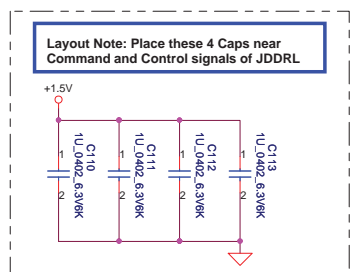 Layout Note: Place these 4 Caps near
Command and Control signals of JDDRL
+1.5V
1
2
C110
1U_0402_6.3V6K
1
2
C111
1U_0402_6.3V6K
1
2
C112
1U_0402_6.3V6K
1
2
C113
1U_0402_6.3V6K